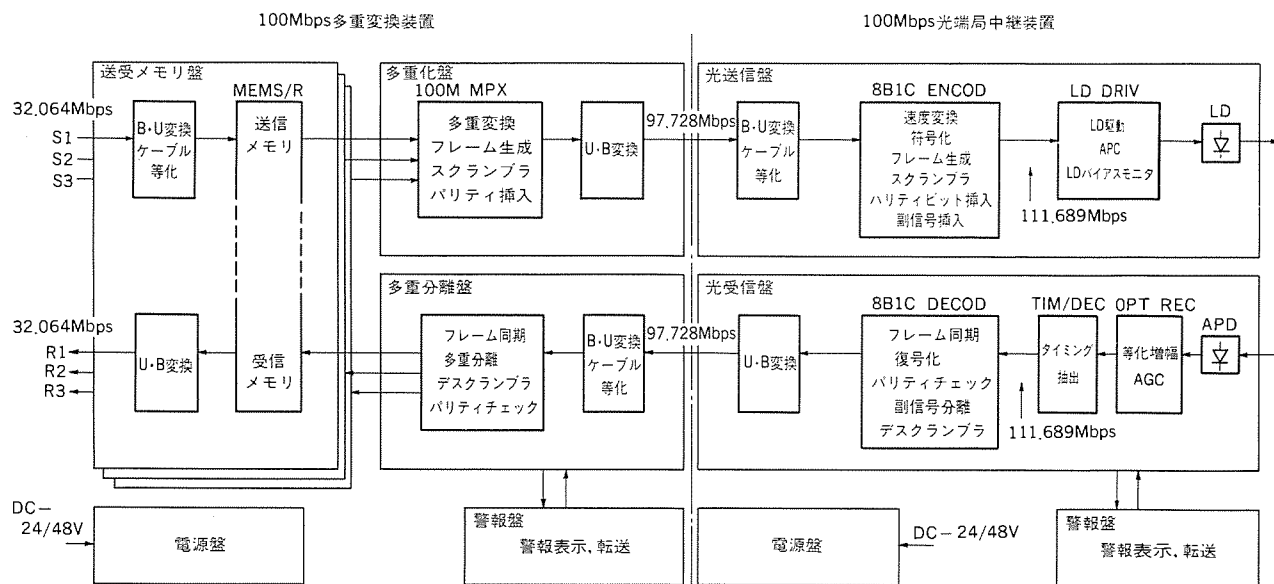 100Mbps多重変換装置
100Mbps光端局中継装置
送受メモリ盤
32.064Mbps
S1
S2
S3
B・U変換
ケーブル
等化
MEMS/R
送信
メモリ
多重化盤
100M MPX
多重変換
フレーム生成
スクランブラ
パリティ挿入
U・B変換
97.728Mbps
光送信盤
B・U変換
ケーブル
等化
8B1C ENCOD
速度変換
符号化
フレーム生成
スクランブラ
パリティビット挿入
副信号挿入
111.689Mbps
LD DRIV
LD駆動
APC
LDバイアスモニタ
LD
32.064Mbps
R1
R2
R3
U・B変換
受信
メモリ
多重分離盤
フレーム同期
多重分離
デスクランブラ
パリティチェック
B・U変換
ケーブル
等化
97.728Mbps
光受信盤
U・B変換
8B1C DECOD
フレーム同期
復号化
パリティチェック
副信号分離
デスクランブラ
111.689Mbps
TIM/DEC
タイミング
抽出
OPT REC
等化増幅
AGC
APD
DC−
24/48V
電源盤
警報盤
警報表示,転送
電源盤
DC−24/48V
警報盤
警報表示,転送